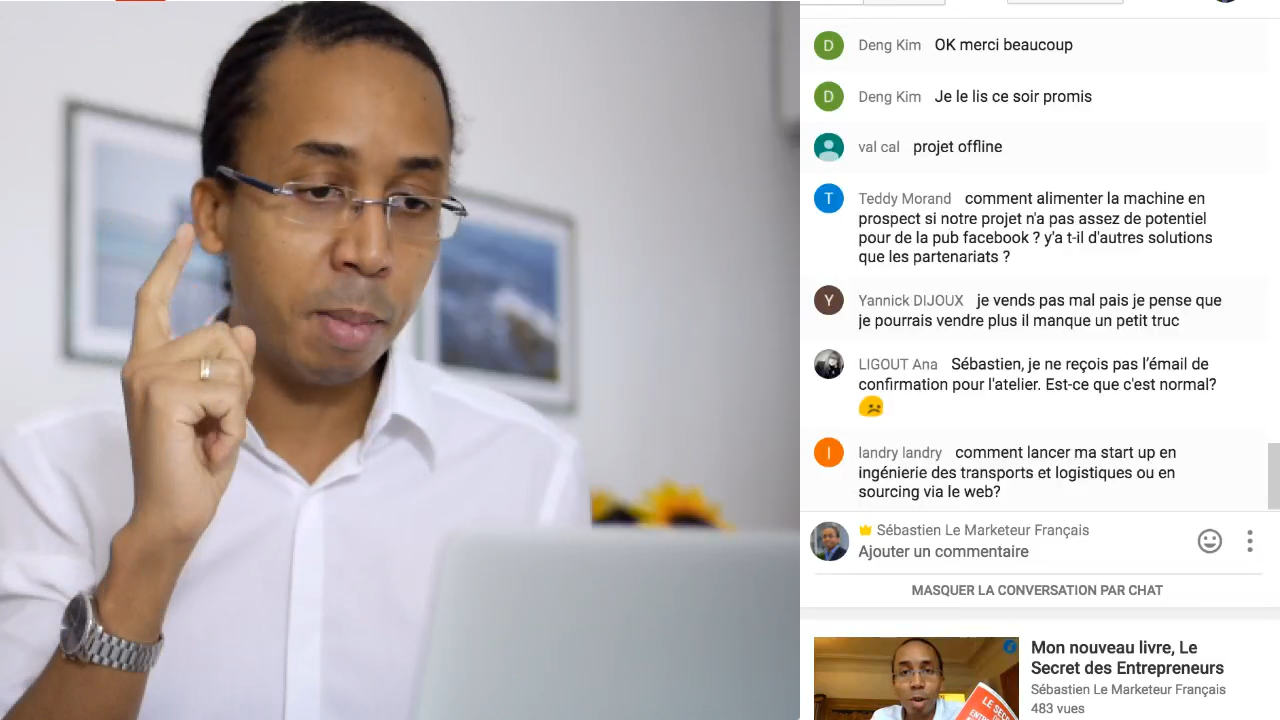 D Deng Kim OK merci beaucoup
D Deng Kim Je le lis ce soir promis
val cal projet offline
T Teddy Morand comment alimenter la machine en
prospect si notre projet n'a pas assez de potentiel
pour de la pub facebook ? y'a t-il d'autres solutions
que les partenariats ?
Y Yannick DIJOUX je vends pas mal pais je pense que
je pourrais vendre plus il manque un petit truc
LIGOUT Ana Sébastien, je ne reçois pas l'émail de
confirmation pour l'atelier. Est-ce que c'est normal?
l landry landry comment lancer ma start up en
ingénierie des transports et logistiques ou en
sourcing via le web?
Sébastien Le Marketeur Français
Ajouter un commentaire
MASQUER LA CONVERSATION PAR CHAT
Mon nouveau livre, Le
Secret des Entrepreneurs
Sébastien Le Marketeur Français
483 vues
LE SEC